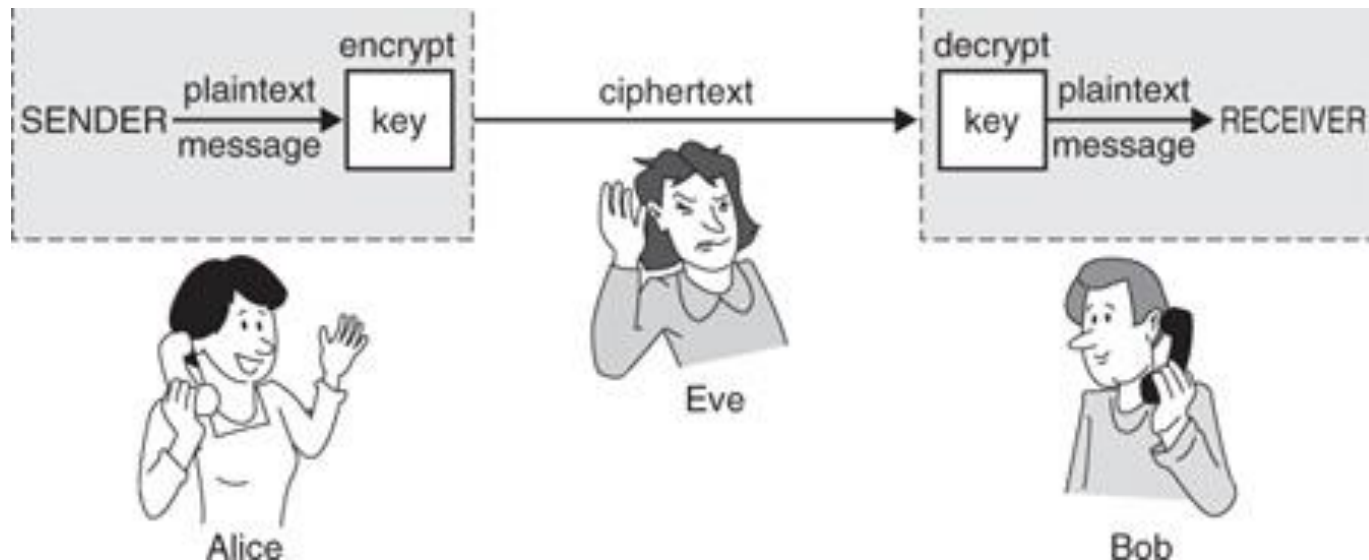 encrypt
SENDER
plaintext
message
key
ciphertext
decrypt
key
plaintext
message
RECEIVER
Alice
Eve
Bob